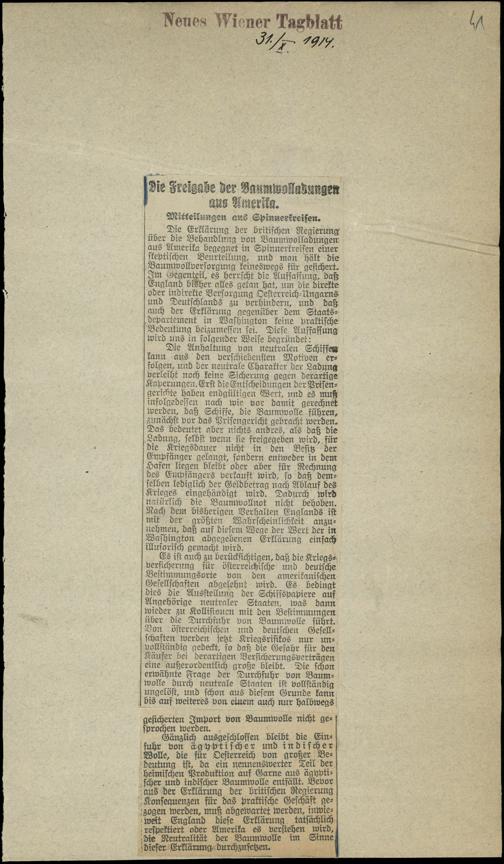 Neues Wiener Tagblatt
41
31./X. 1914.
Die Freigabe der Baumwolladungen
aus Amerika.
Mitteilungen aus Spinnerkreisen.
Die Erklärung der britischen Regierung
über die Behandlung von Baumwolladungen
aus Amerika begegnet in Spinnerkreisen einer
skeptischen Beurteilung, und man hält die
Baumwollversorgung keineswegs für gesichert.
Im Gegenteil, es herrscht die Auffassung, daß
England bisher alles getan hat, um die direkte
oder indirekte Versorgung Oesterreich-Ungarns
und Deutschlands zu verhindern, und daß
auch der Erklärung gegenüber dem Staats-
departement in Washington keine praktische
Bedeutung beizumessen sei. Diese Auffassung
wird uns in folgender Weise begründet:
Die Anhaltung von neutralen Schiffen
kann aus den verschiedensten Motiven er-
folgen, und der neutrale Charakter der Ladung
verleiht noch keine Sicherung gegen derartige
Kaperungen. Erst die Entscheidungen der Prisen-
gerichte haben endgültigen Wert, und es muß
infolgedessen nach wie vor damit gerechnet
werden, daß Schiffe, die Baumwolle führen,
zunächst vor das Prisengericht gebracht werden.
Das bedeutet aber nichts andres, als daß die
Ladung, selbst wenn sie freigegeben wird, für
die Kriegsdauer nicht in den Besitz der
Empfänger gelangt, sondern entweder in dem
Hafen liegen bleibt oder aber für Rechnung
des Empfängers verkauft wird, so daß dem-
selben lediglich der Geldbetrag nach Ablauf des
Krieges eingehändigt wird. Dadurch wird
natürlich die Baumwollnot nicht behoben.
Nach dem bisherigen Verhalten Englands ist
mit der größten Wahrscheinlichkeit anzu-
nehmen, daß auf diesem Wege der Wert der in
Washington abgegebenen Erklärung einfach
illusorisch gemacht wird.
Es ist auch zu berücksichtigen, daß die Kriegs-
versicherung für österreichische und deutsche
Bestimmungsorte von den amerikanischen
Gesellschaften abgelehnt wird. Es bedingt
dies die Ausstellung der Schiffspapiere auf
Angehörige neutraler Staaten, was dann
wieder zu Kollisionen mit den Bestimmungen
über die Durchfuhr von Baumwolle führt.
Von österreichischen und deutschen Gesell-
schaften werden jetzt Kriegsrisikos nur un-
vollständig gedeckt, so daß die Gefahr für den
Käufer bei derartigen Versicherungsverträgen
eine außerordentlich große bleibt. Die schon
erwähnte Frage der Durchfuhr von Baum-
wolle durch neutrale Staaten ist vollständig
ungelöst, und schon aus diesem Grunde kann
bis auf weiteres von einem auch nur halbwegs
gesicherten Import von Baumwolle nicht ge-
sprochen werden.
Gänzlich ausgeschlossen bleibt die Ein-
fuhr von ägyptischer und indischer
Wolle, die für Oesterreich von großer Be-
deutung ist, da ein nennenswerter Teil der
heimischen Produktion auf Garne aus ägypti-
scher und indischer Baumwolle entfällt. Bevor
aus der Erklärung der britischen Regierung
Konsequenzen für das praktische Geschäft ge-
zogen werden, muß abgewartet werden, inwie-
weit England diese Erklärung tatsächlich
respektiert oder Amerika es verstehen wird,
die Neutralität der Baumwolle im Sinne
dieser Erklärung durchzusetzen.